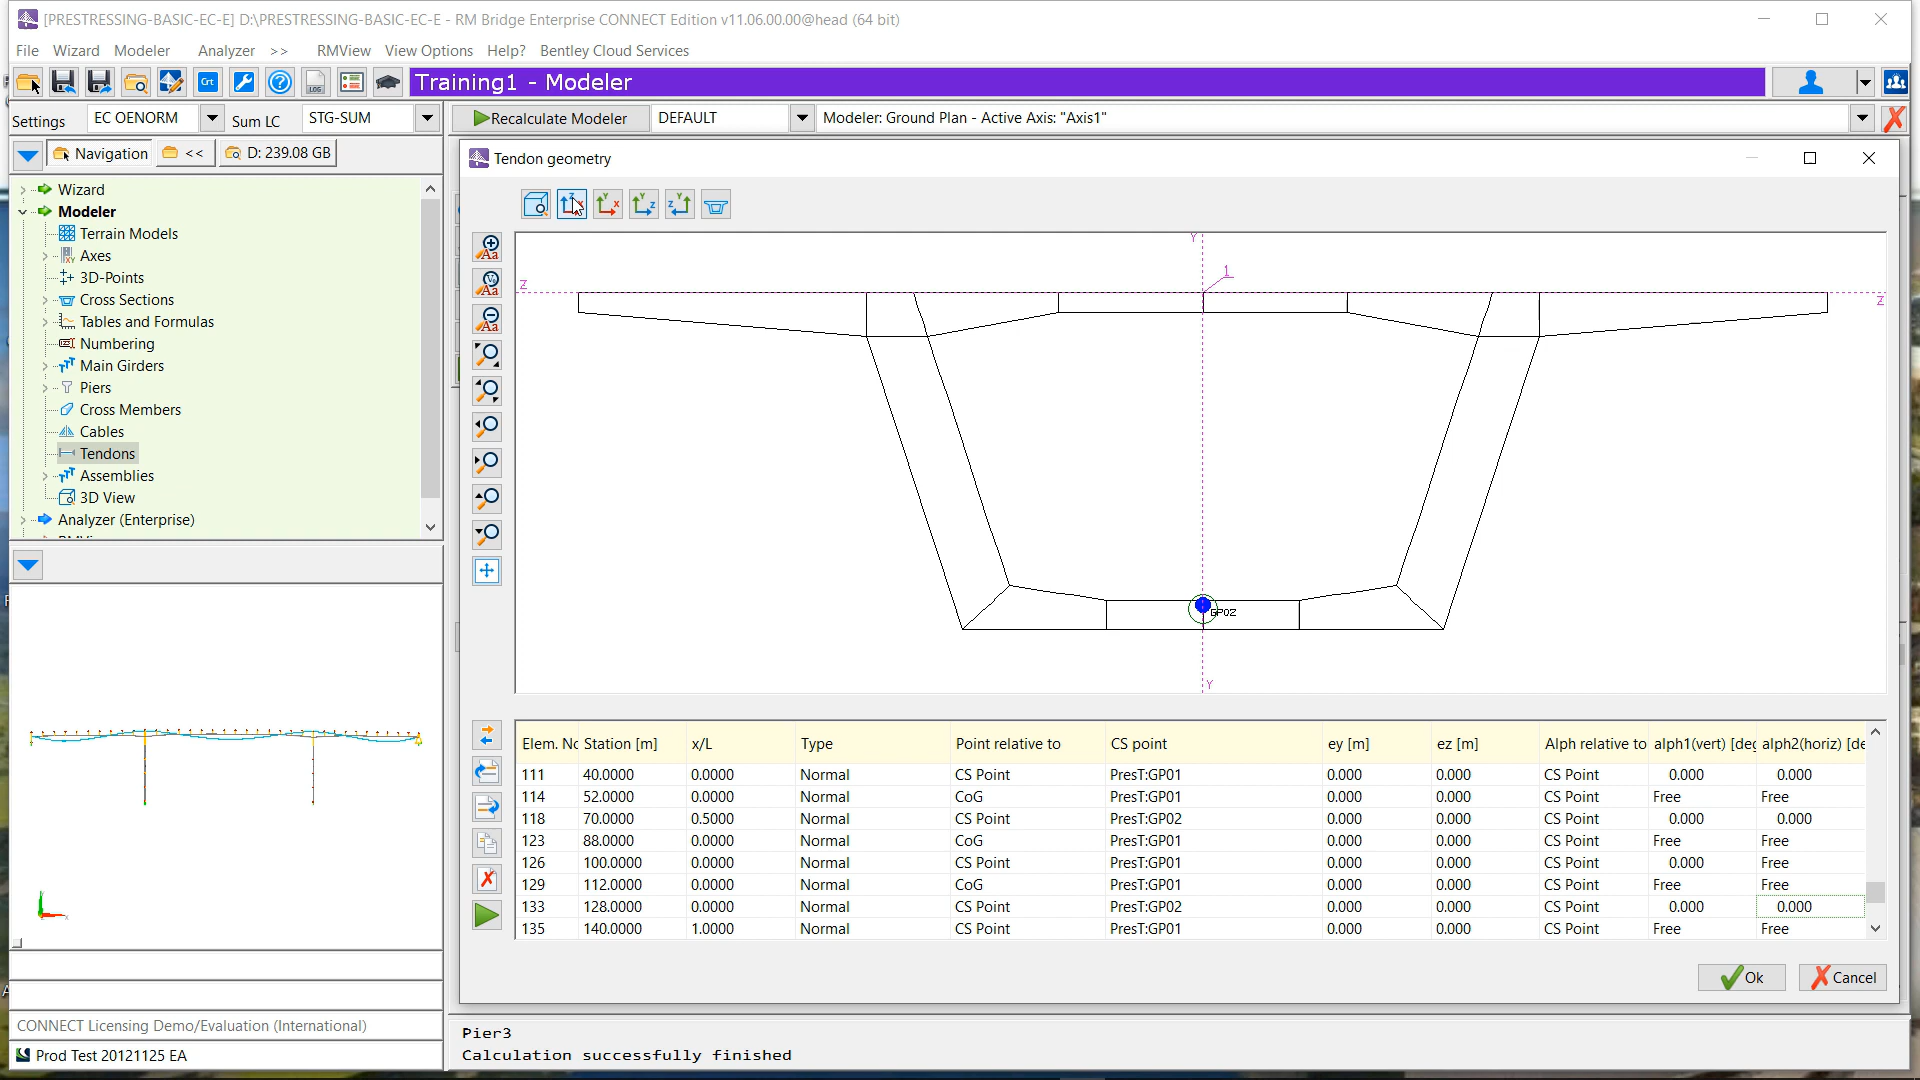 [PRESTRESSING-BASIC-EC-E] D:\PRESTRESSING-BASIC-EC-E - RM Bridge Enterprise CONNECT Edition v11.06.00.00@head (64 bit)
File Wizard Modeler Analyzer >> RMView View Options Help? Bentley Cloud Services
Crt LOG Training1 - Modeler
Settings EC OENORM Sum LC STG-SUM Recalculate Modeler DEFAULT Modeler: Ground Plan - Active Axis: "Axis1"
Navigation << D: 239.08 GB
Wizard
Modeler
Terrain Models
Axes
3D-Points
Cross Sections
Tables and Formulas
Numbering
Main Girders
Piers
Cross Members
Cables
Tendons
Assemblies
3D View
Analyzer (Enterprise)
CONNECT Licensing Demo/Evaluation (International)
Prod Test 20121125 EA
Tendon geometry
Y
Z
1
Z
GP02
Y
Elem. Nc Station [m] x/L Type Point relative to CS point ey [m] ez [m] Alph relative to alph1(vert) [deg alph2(horiz) [de
111 40.0000 0.0000 Normal CS Point PresT:GP01 0.000 0.000 CS Point 0.000 0.000
114 52.0000 0.0000 Normal CoG PresT:GP01 0.000 0.000 CS Point Free Free
118 70.0000 0.5000 Normal CS Point PresT:GP02 0.000 0.000 CS Point 0.000 0.000
123 88.0000 0.0000 Normal CoG PresT:GP01 0.000 0.000 CS Point Free Free
126 100.0000 0.0000 Normal CS Point PresT:GP01 0.000 0.000 CS Point 0.000 Free
129 112.0000 0.0000 Normal CoG PresT:GP01 0.000 0.000 CS Point Free Free
133 128.0000 0.0000 Normal CS Point PresT:GP02 0.000 0.000 CS Point 0.000 0.000
135 140.0000 1.0000 Normal CS Point PresT:GP01 0.000 0.000 CS Point Free Free
Ok Cancel
Pier3
Calculation successfully finished